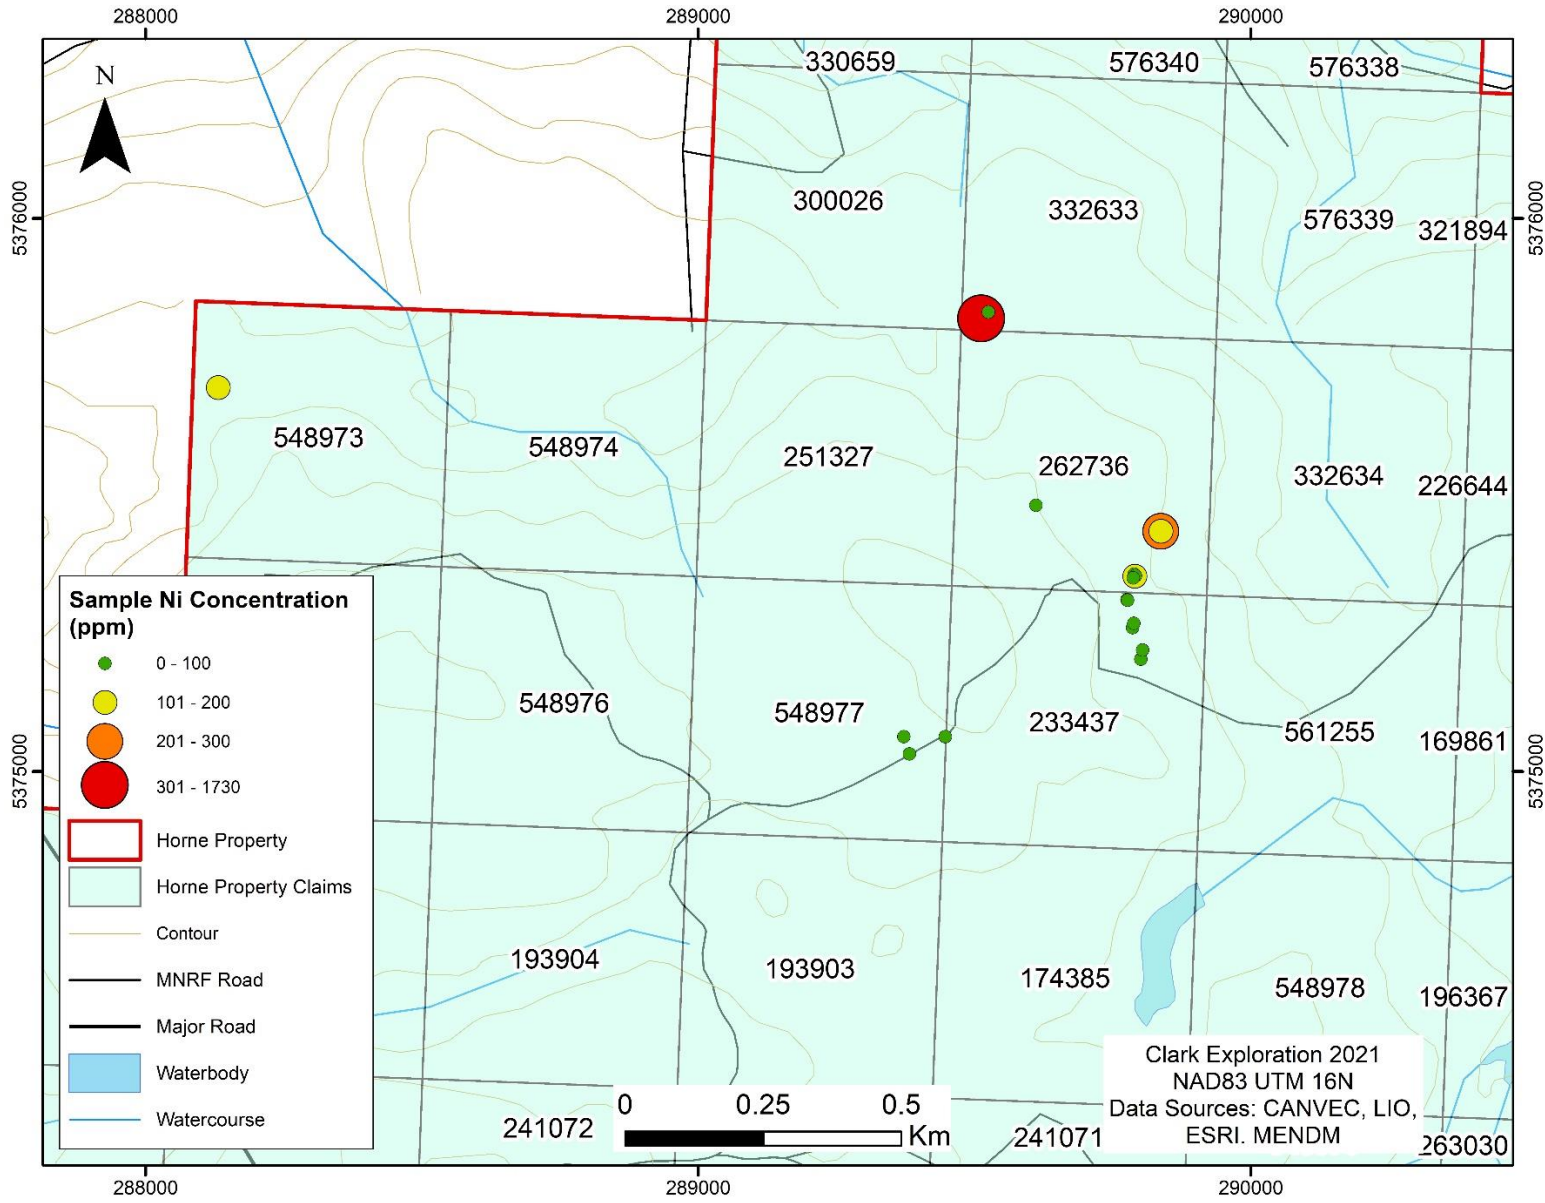 288000
289000
290000
N
330659
576340
576338
5376000
5376000
300026
332633
576339
321894
548973
548974
251327
262736
332634
226644
Sample Ni Concentration
(ppm)
0 - 100
101 - 200
201 - 300
301 - 1730
Horne Property
Horne Property Claims
Contour
MNRF Road
Major Road
Waterbody
Watercourse
548976
548977
233437
561255
169861
5375000
5375000
193904
193903
174385
548978
196367
Clark Exploration 2021
NAD83 UTM 16N
Data Sources: CANVEC, LIO,
ESRI. MENDM
0 0.25 0.5
Km
241072
241071
263030
288000
289000
290000